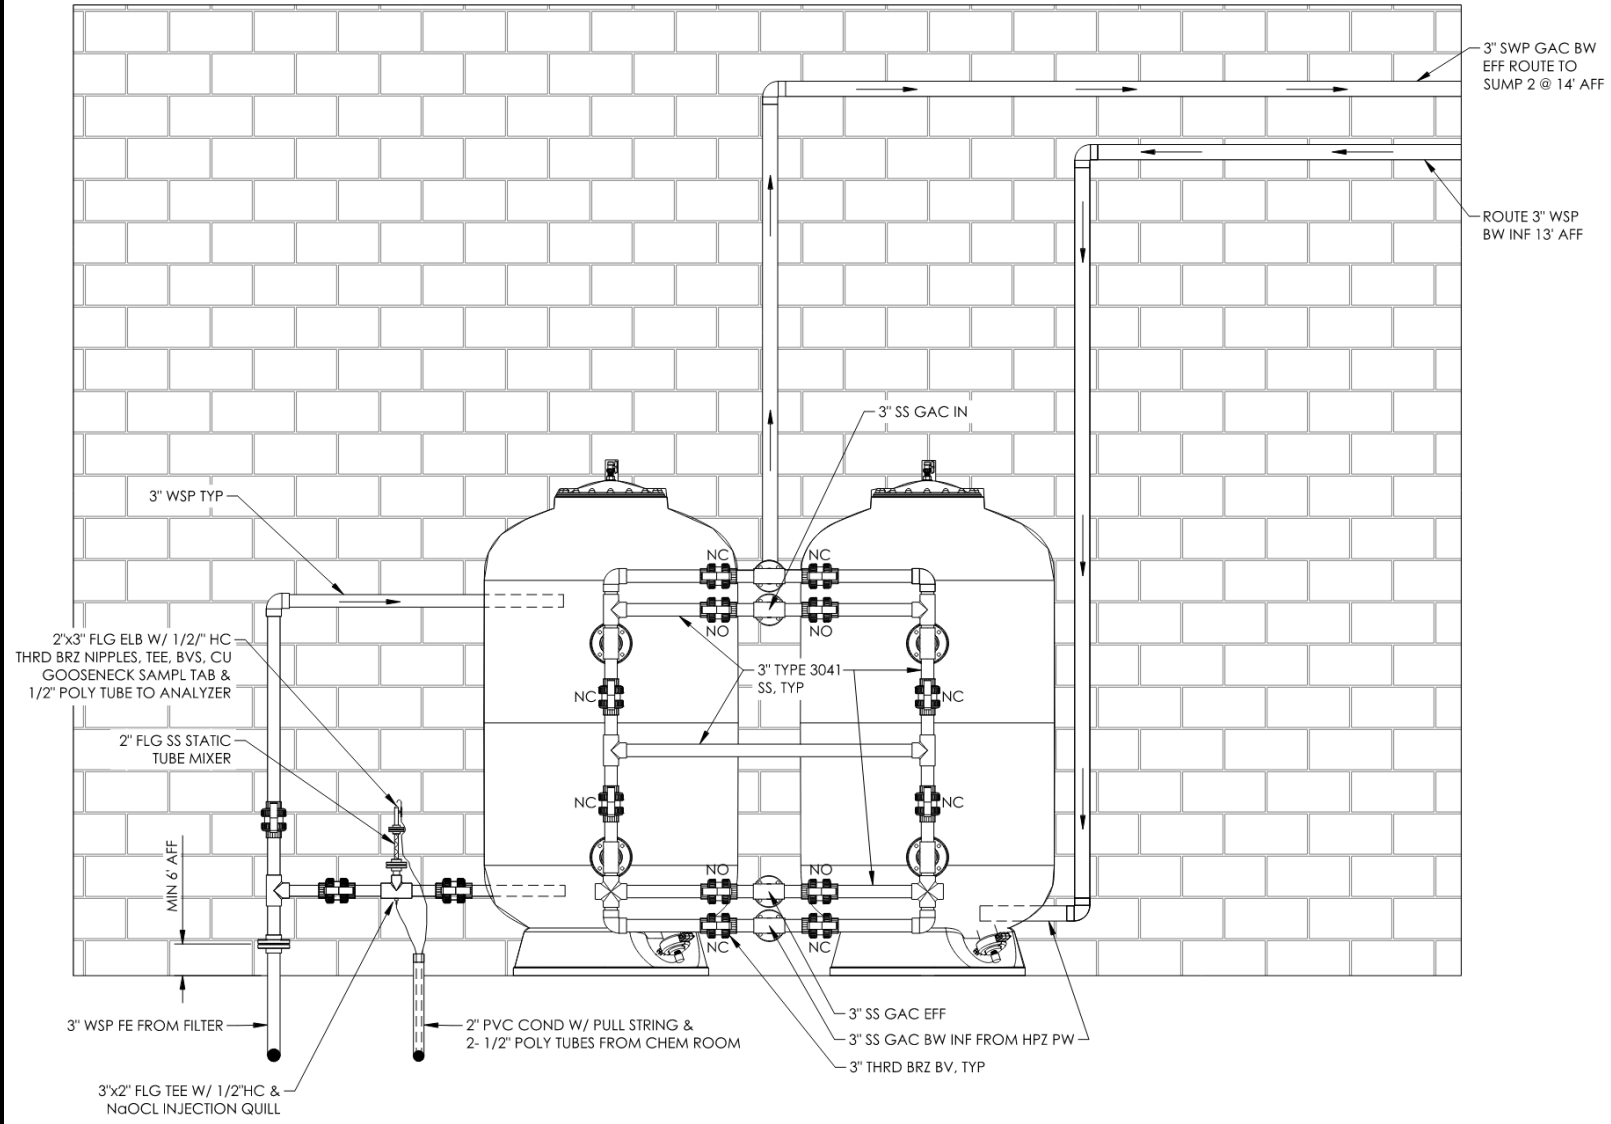 3" SWP GAC BW
EFF ROUTE TO
SUMP 2 @ 14' AFF
ROUTE 3" WSP
BW INF 13' AFF
3" SS GAC IN
3" WSP TYP
NC
NC
NO
NO
2"x3" FLG ELB W/ 1/2/" HC
THRD BRZ NIPPLES, TEE, BVS, CU
GOOSENECK SAMPL TAB &
1/2" POLY TUBE TO ANALYZER
3" TYPE 3041
SS, TYP
NC
NC
2" FLG SS STATIC
TUBE MIXER
NC
NC
MIN 6' AFF
NO
NO
NC
NC
3" WSP FE FROM FILTER
2" PVC COND W/ PULL STRING &
2- 1/2" POLY TUBES FROM CHEM ROOM
3" SS GAC EFF
3" SS GAC BW INF FROM HPZ PW
3" THRD BRZ BV, TYP
3"x2" FLG TEE W/ 1/2"HC &
NaOCL INJECTION QUILL